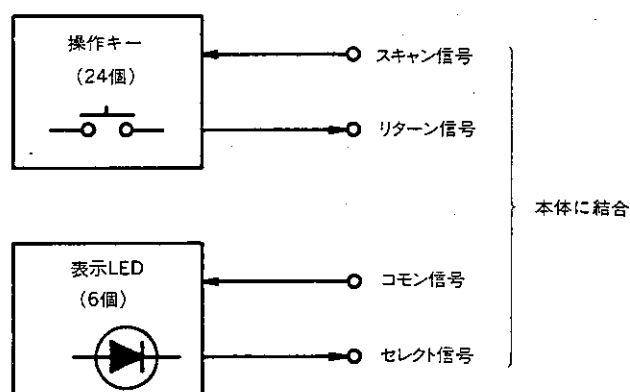 操作キー
(24個)
スキャン信号
リターン信号
本体に結合
表示LED
(6個)
コモン信号
セレクト信号